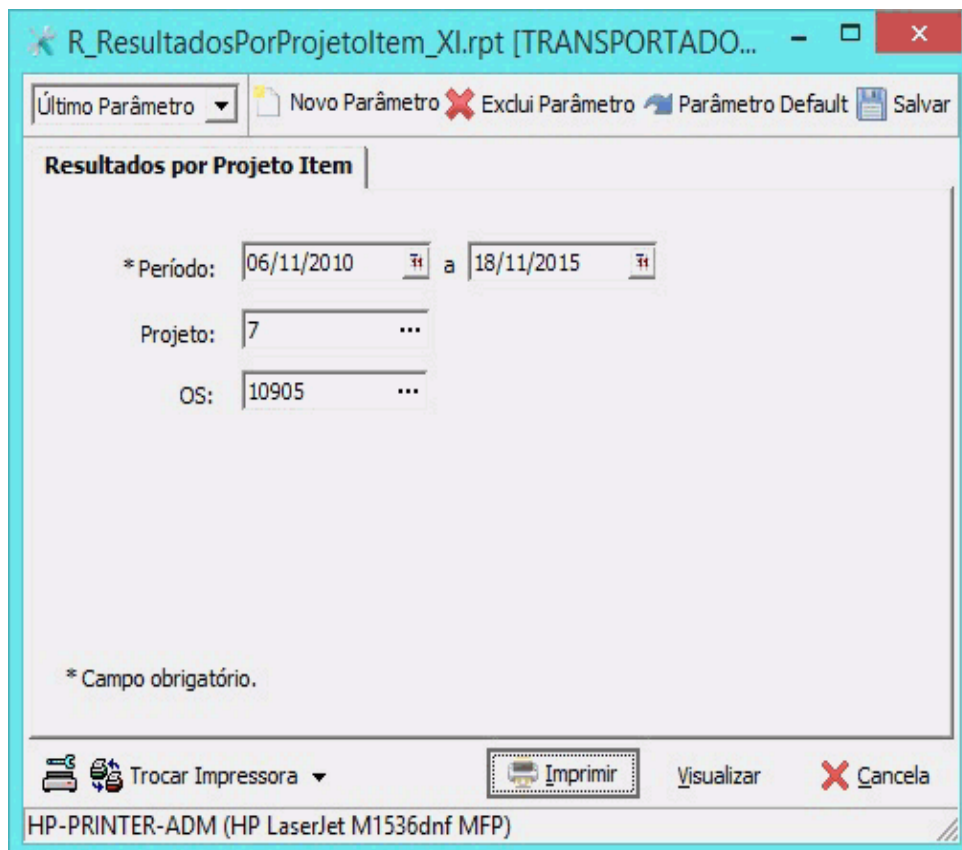 R_ResultadosPorProjetoItem_XI.rpt [TRANSPORTADO...
Último Parâmetro Novo Parâmetro Exclui Parâmetro Parâmetro Default Salvar
Resultados por Projeto Item
* Período: 06/11/2010 a 18/11/2015
Projeto: 7 ...
OS: 10905 ...
* Campo obrigatório.
Trocar Impressora Imprimir Visualizar Cancela
HP-PRINTER-ADM (HP LaserJet M1536dnf MFP)